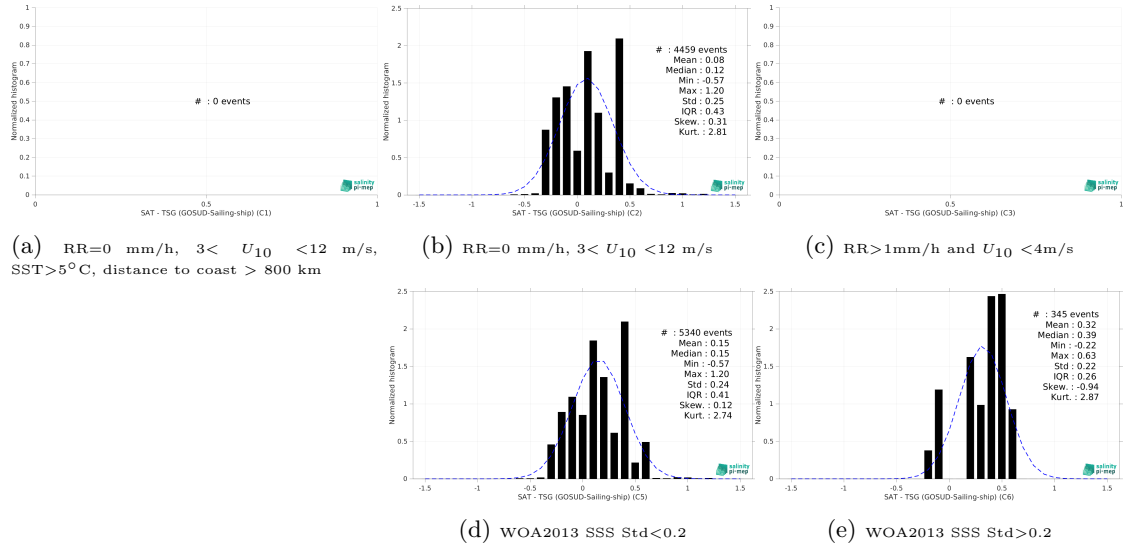 1
0.9
0.8
0.7
0.6
0.5
0.4
0.3
0.2
0.1
0
Normalized histogram
# : 0 events
0 0.5 1
SAT - TSG (GOSUD-Sailing-ship) (C1)
salinity
pi-mep
(a) RR=0 mm/h, 3< U10 <12 m/s,
SST>5°C, distance to coast > 800 km
2.5
2
1.5
1
0.5
0
Normalized histogram
# : 4459 events
Mean : 0.08
Median : 0.12
Min : -0.57
Max : 1.20
Std : 0.25
IQR : 0.43
Skew. : 0.31
Kurt. : 2.81
-1.5 -1 -0.5 0 0.5 1 1.5
SAT - TSG (GOSUD-Sailing-ship) (C2)
salinity
pi-mep
(b) RR=0 mm/h, 3< U10 <12 m/s
1
0.9
0.8
0.7
0.6
0.5
0.4
0.3
0.2
0.1
0
Normalized histogram
# : 0 events
0 0.5 1
SAT - TSG (GOSUD-Sailing-ship) (C3)
salinity
pi-mep
(c) RR>1mm/h and U10 <4m/s
2.5
2
1.5
1
0.5
0
Normalized histogram
# : 5340 events
Mean : 0.15
Median : 0.15
Min : -0.57
Max : 1.20
Std : 0.24
IQR : 0.41
Skew. : 0.12
Kurt. : 2.74
-1.5 -1 -0.5 0 0.5 1 1.5
SAT - TSG (GOSUD-Sailing-ship) (C5)
salinity
pi-mep
(d) WOA2013 SSS Std<0.2
2.5
2
1.5
1
0.5
0
Normalized histogram
# : 345 events
Mean : 0.32
Median : 0.39
Min : -0.22
Max : 0.63
Std : 0.22
IQR : 0.26
Skew. : -0.94
Kurt. : 2.87
-1.5 -1 -0.5 0 0.5 1 1.5
SAT - TSG (GOSUD-Sailing-ship) (C6)
salinity
pi-mep
(e) WOA2013 SSS Std>0.2